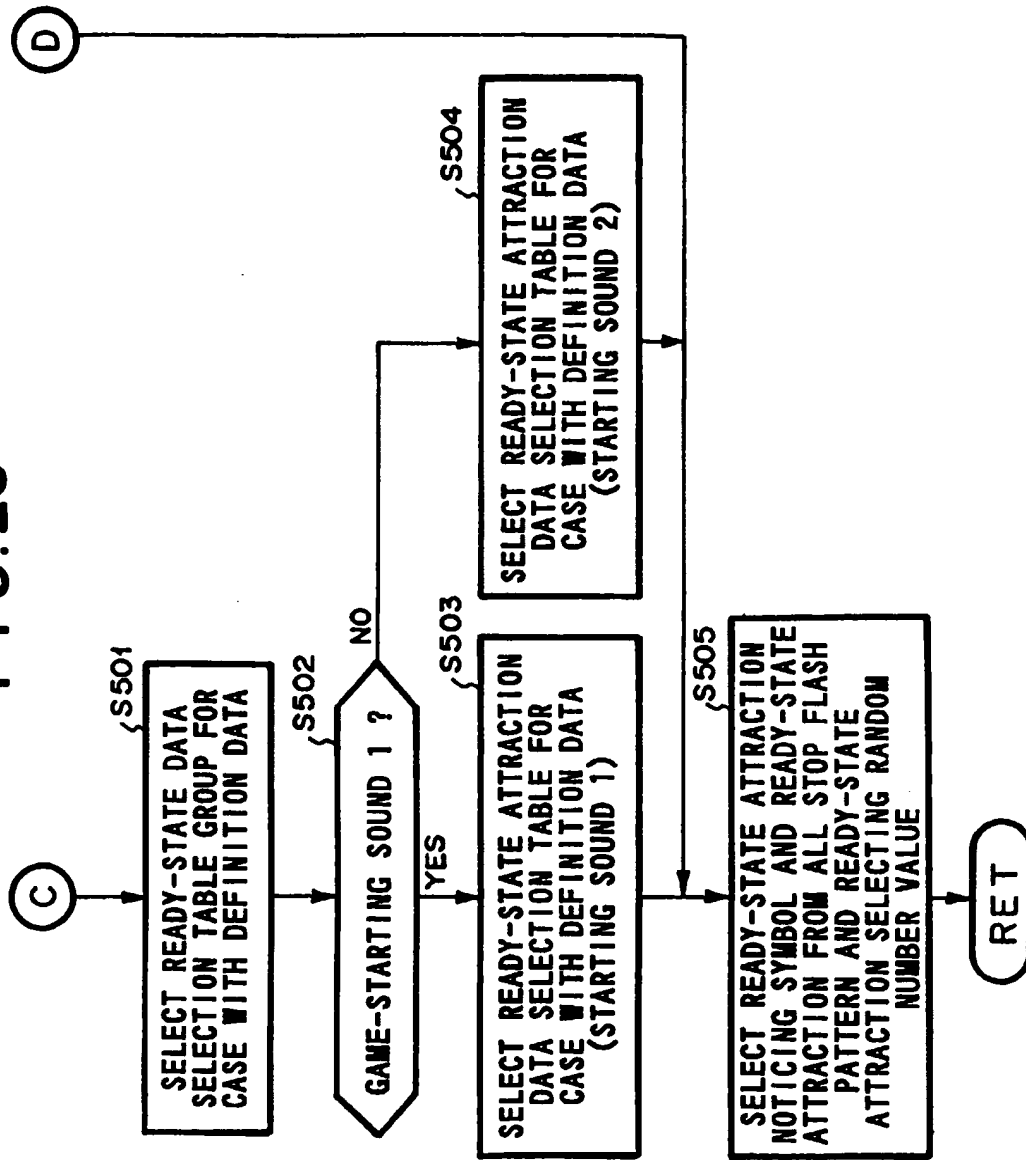 C
D
S501
SELECT READY-STATE DATA
SELECTION TABLE GROUP FOR
CASE WITH DEFINITION DATA
S502
GAME-STARTING SOUND 1 ?
NO
YES
S503
SELECT READY-STATE ATTRACTION
DATA SELECTION TABLE FOR
CASE WITH DEFINITION DATA
(STARTING SOUND 1)
S504
SELECT READY-STATE ATTRACTION
DATA SELECTION TABLE FOR
CASE WITH DEFINITION DATA
(STARTING SOUND 2)
S505
SELECT READY-STATE ATTRACTION
NOTICING SYMBOL AND READY-STATE
ATTRACTION FROM ALL STOP FLASH
PATTERN AND READY-STATE
ATTRACTION SELECTING RANDOM
NUMBER VALUE
RET